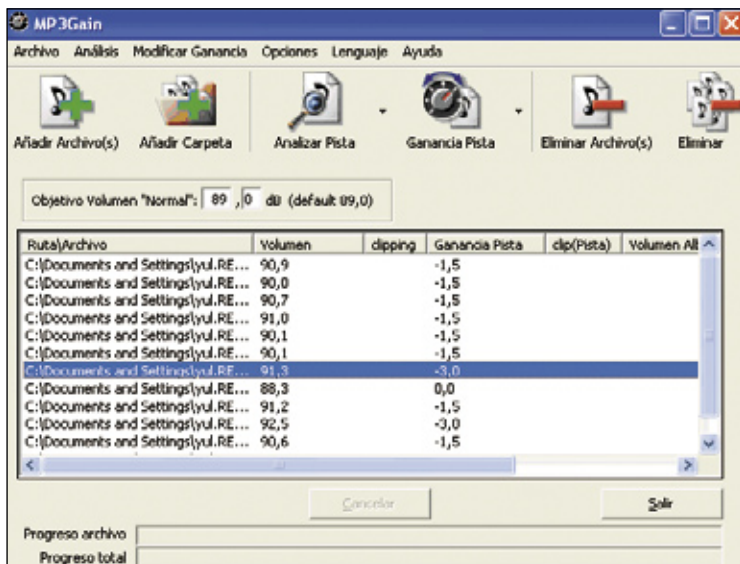 MP3Gain
Archivo Análisis Modificar Ganancia Opciones Lenguaje Ayuda
Añadir Archivo(s) Añadir Carpeta Analizar Pista Ganancia Pista Eliminar Archivo(s) Eliminar
Objetivo Volumen "Normal": 89 ,0 dB (default 89,0)
Ruta\Archivo Volumen clipping Ganancia Pista clip(Pista) Volumen Alb
C:\Documents and Settings\yul.RE... 90,9 -1,5
C:\Documents and Settings\yul.RE... 90,0 -1,5
C:\Documents and Settings\yul.RE... 90,7 -1,5
C:\Documents and Settings\yul.RE... 91,0 -1,5
C:\Documents and Settings\yul.RE... 90,1 -1,5
C:\Documents and Settings\yul.RE... 90,1 -1,5
C:\Documents and Settings\yul.RE... 91,3 -3,0
C:\Documents and Settings\yul.RE... 88,3 0,0
C:\Documents and Settings\yul.RE... 91,2 -1,5
C:\Documents and Settings\yul.RE... 92,5 -3,0
C:\Documents and Settings\yul.RE... 90,6 -1,5
Cancelar Salir
Progreso archivo
Progreso total